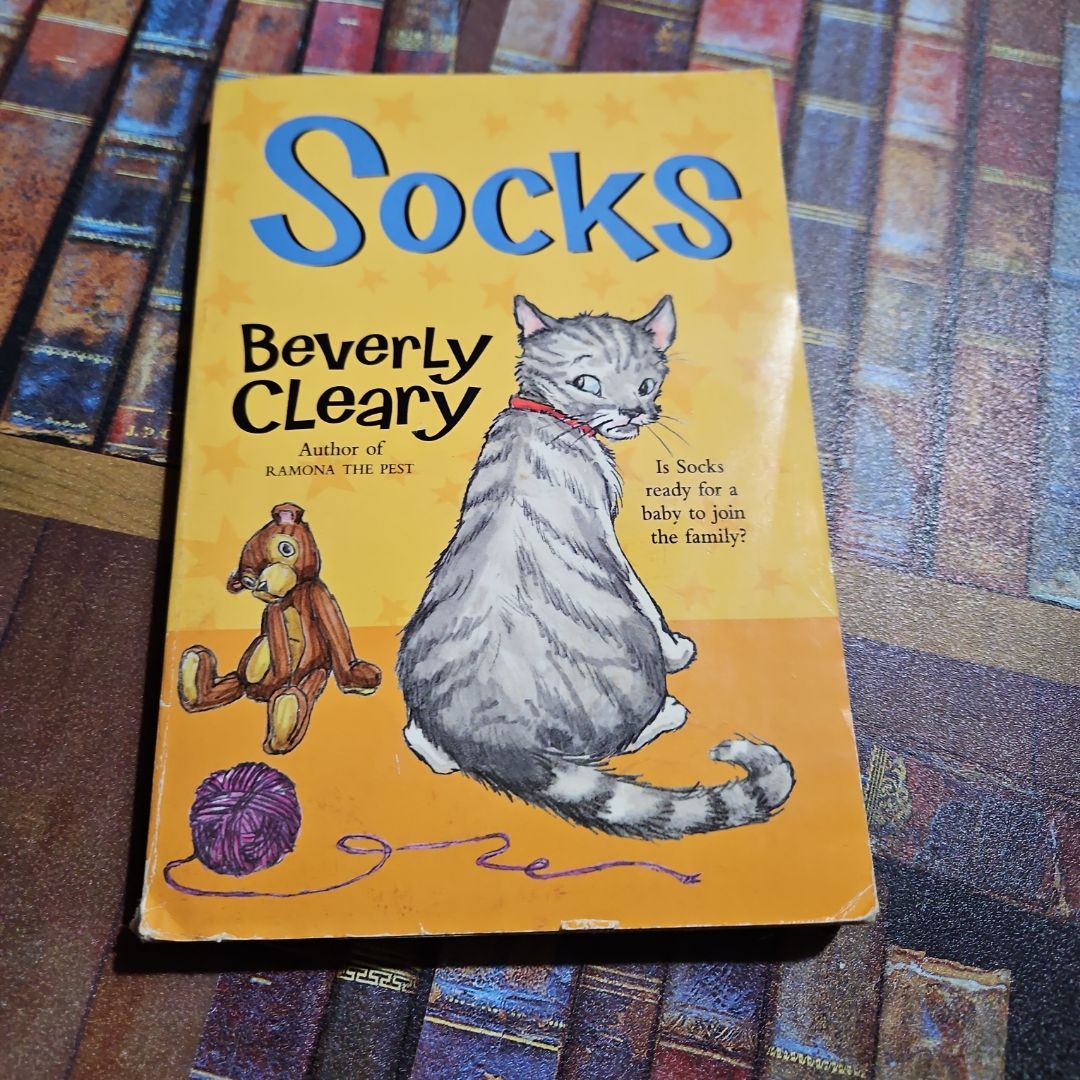 Socks
Beverly
Cleary
Author of
RAMONA THE PEST
Is Socks
ready for a
baby to join
the family?